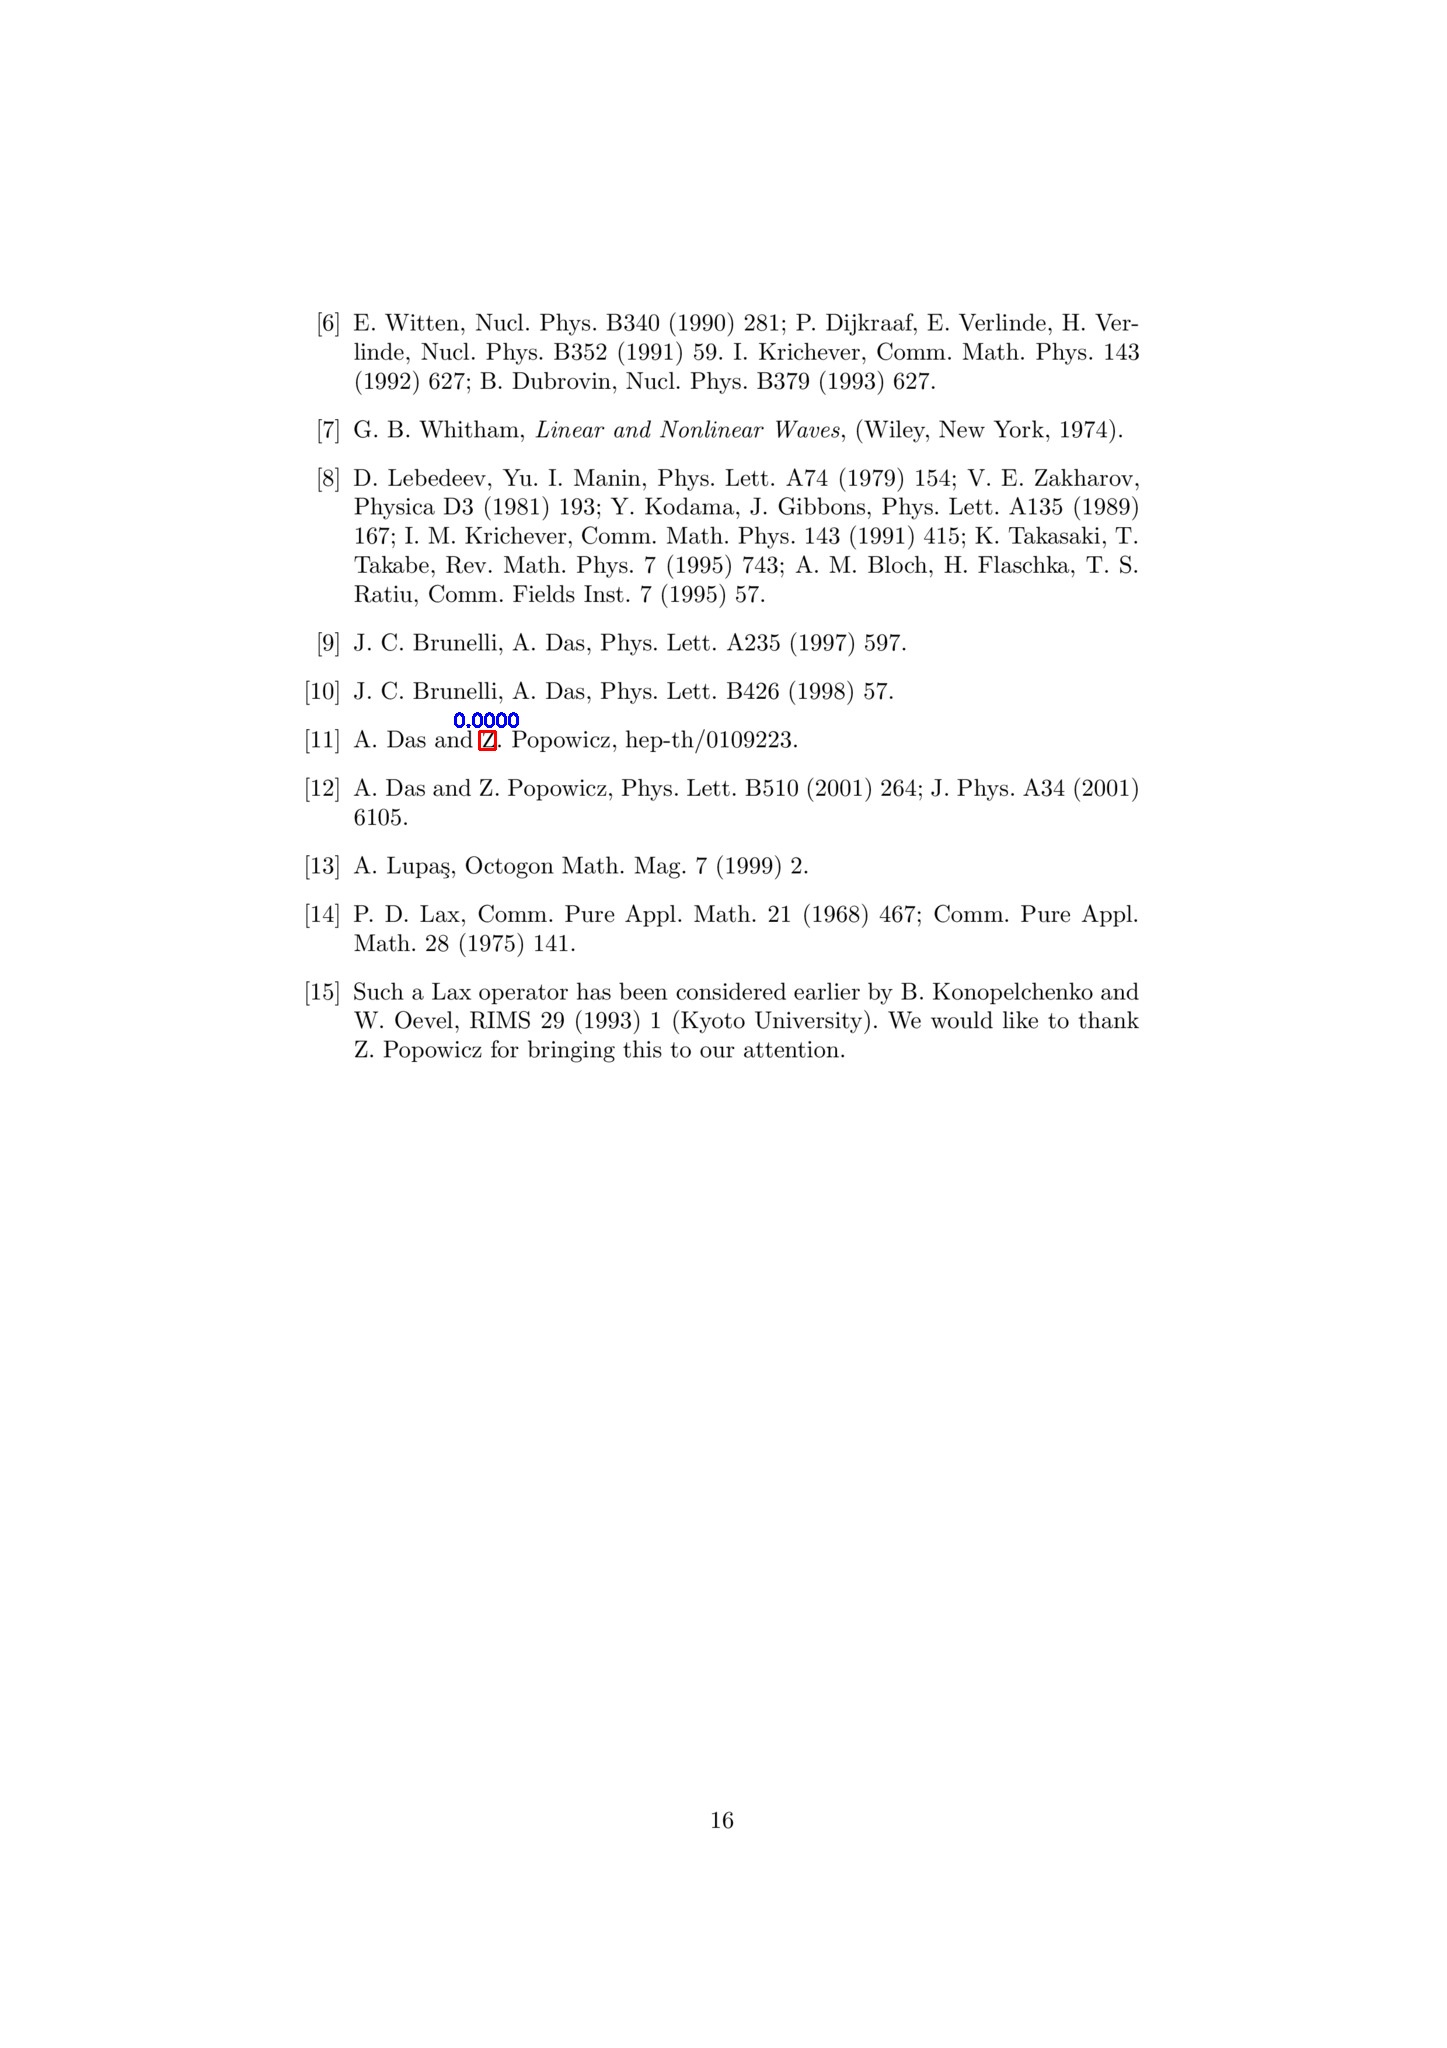 [6] E. Witten, Nucl. Phys. B340 (1990) 281; P. Dijkraaf, E. Verlinde, H. Ver-
linde, Nucl. Phys. B352 (1991) 59. I. Krichever, Comm. Math. Phys. 143
(1992) 627; B. Dubrovin, Nucl. Phys. B379 (1993) 627.
[7] G. B. Whitham, Linear and Nonlinear Waves, (Wiley, New York, 1974).
[8] D. Lebedeev, Yu. I. Manin, Phys. Lett. A74 (1979) 154; V. E. Zakharov,
Physica D3 (1981) 193; Y. Kodama, J. Gibbons, Phys. Lett. A135 (1989)
167; I. M. Krichever, Comm. Math. Phys. 143 (1991) 415; K. Takasaki, T.
Takabe, Rev. Math. Phys. 7 (1995) 743; A. M. Bloch, H. Flaschka, T. S.
Ratiu, Comm. Fields Inst. 7 (1995) 57.
[9] J. C. Brunelli, A. Das, Phys. Lett. A235 (1997) 597.
[10] J. C. Brunelli, A. Das, Phys. Lett. B426 (1998) 57.
0.0000
[11] A. Das and Z. Popowicz, hep-th/0109223.
[12] A. Das and Z. Popowicz, Phys. Lett. B510 (2001) 264; J. Phys. A34 (2001)
6105.
[13] A. Lupaş, Octogon Math. Mag. 7 (1999) 2.
[14] P. D. Lax, Comm. Pure Appl. Math. 21 (1968) 467; Comm. Pure Appl.
Math. 28 (1975) 141.
[15] Such a Lax operator has been considered earlier by B. Konopelchenko and
W. Oevel, RIMS 29 (1993) 1 (Kyoto University). We would like to thank
Z. Popowicz for bringing this to our attention.
16